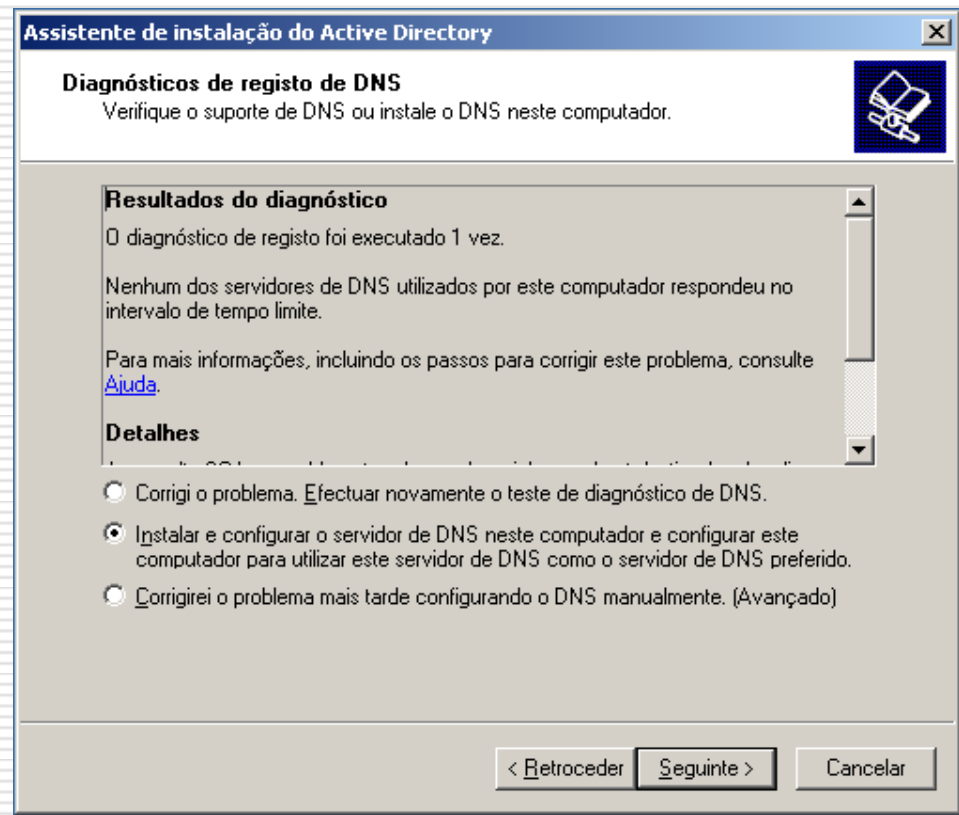 Assistente de instalação do Active Directory
Diagnósticos de registo de DNS
Verifique o suporte de DNS ou instale o DNS neste computador.
Resultados do diagnóstico
O diagnóstico de registo foi executado 1 vez.
Nenhum dos servidores de DNS utilizados por este computador respondeu no
intervalo de tempo limite.
Para mais informações, incluindo os passos para corrigir este problema, consulte
Ajuda.
Detalhes
Corrigi o problema. Efectuar novamente o teste de diagnóstico de DNS.
Instalar e configurar o servidor de DNS neste computador e configurar este
computador para utilizar este servidor de DNS como o servidor de DNS preferido.
Corrigirei o problema mais tarde configurando o DNS manualmente. (Avançado)
< Retroceder
Seguinte >
Cancelar